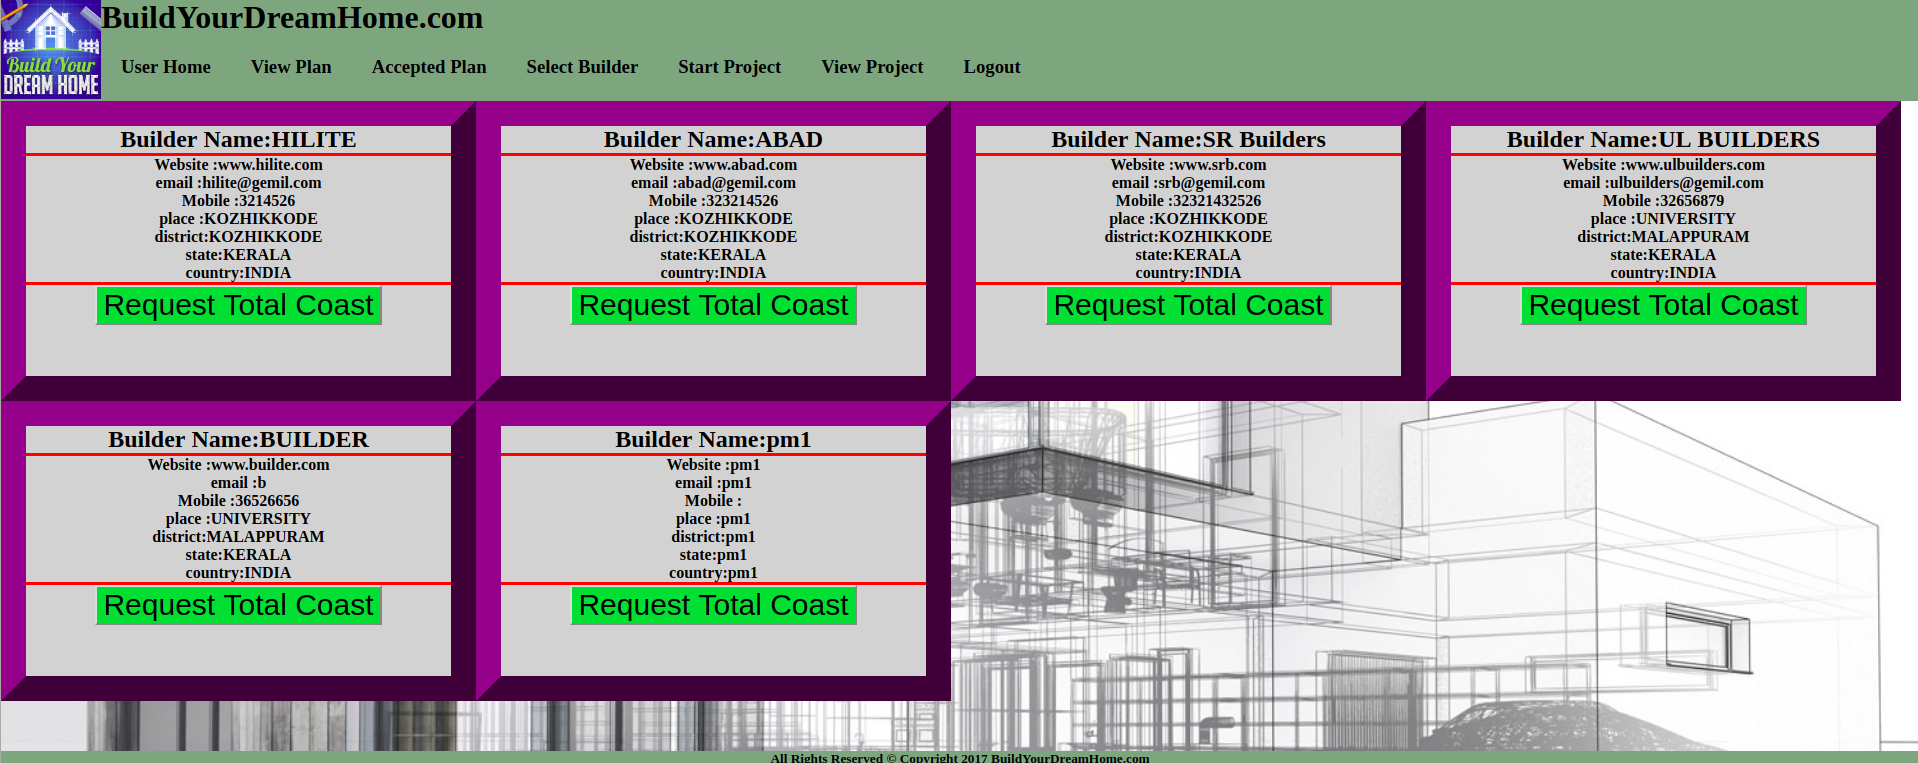 BuildYourDreamHome.com
Build Your
DREAM HOME
User Home View Plan Accepted Plan Select Builder Start Project View Project Logout
Builder Name:HILITE
Website :www.hilite.com
email :hilite@gemil.com
Mobile :3214526
place :KOZHIKKODE
district:KOZHIKKODE
state:KERALA
country:INDIA
Request Total Coast
Builder Name:ABAD
Website :www.abad.com
email :abad@gemil.com
Mobile :323214526
place :KOZHIKKODE
district:KOZHIKKODE
state:KERALA
country:INDIA
Request Total Coast
Builder Name:SR Builders
Website :www.srb.com
email :srb@gemil.com
Mobile :32321432526
place :KOZHIKKODE
district:KOZHIKKODE
state:KERALA
country:INDIA
Request Total Coast
Builder Name:UL BUILDERS
Website :www.ulbuilders.com
email :ulbuilders@gemil.com
Mobile :32656879
place :UNIVERSITY
district:MALAPPURAM
state:KERALA
country:INDIA
Request Total Coast
Builder Name:BUILDER
Website :www.builder.com
email :b
Mobile :36526656
place :UNIVERSITY
district:MALAPPURAM
state:KERALA
country:INDIA
Request Total Coast
Builder Name:pm1
Website :pm1
email :pm1
Mobile :
place :pm1
district:pm1
state:pm1
country:pm1
Request Total Coast
All Rights Reserved © Copyright 2017 BuildYourDreamHome.com